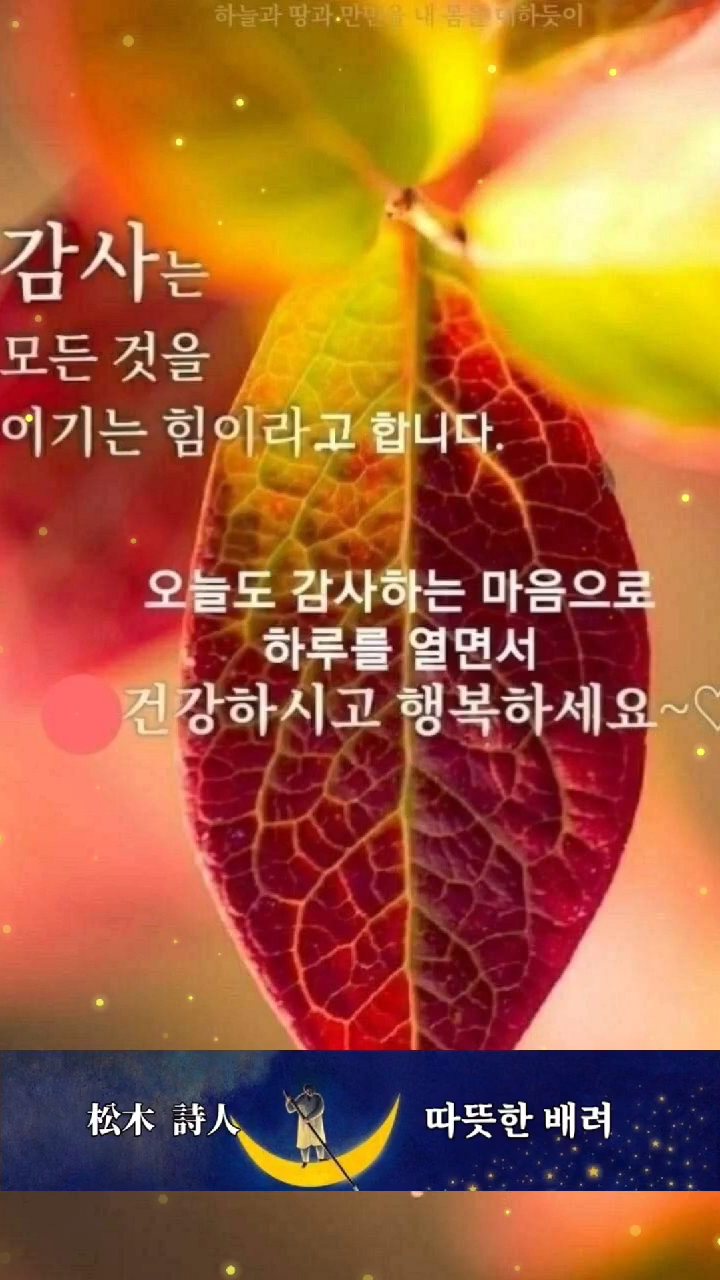 하늘과 땅과 만민을 내 몸을 대하듯이
감사는
모든 것을
이기는 힘이라고 합니다.
오늘도 감사하는 마음으로
하루를 열면서
건강하시고 행복하세요~♡
松木 詩人 따뜻한 배려